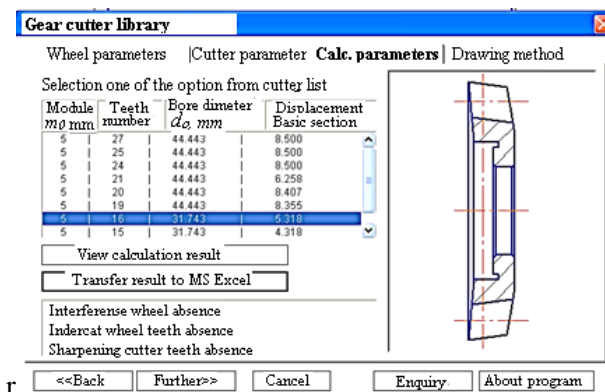 Gear cutter library
Wheel parameters |Cutter parameter Calc. parameters| Drawing method
Selection one of the option from cutter list
Module Teeth Bore dimeter Displacement
m0 mm number do, mm Basic section
5 | 27 | 44.443 | 8.500
5 | 25 | 44.443 | 8.500
5 | 24 | 44.443 | 8.500
5 | 21 | 44.443 | 6.258
5 | 20 | 44.443 | 8.407
5 | 19 | 44.443 | 8.355
5 | 16 | 31.743 | 5.318
5 | 15 | 31.743 | 4.318
View calculation result
Transfer result to MS Excel
Interferense wheel absence
Indercat wheel teeth absence
Sharpening cutter teeth absence
r <<Back Further>> Cancel Enquiry. About program